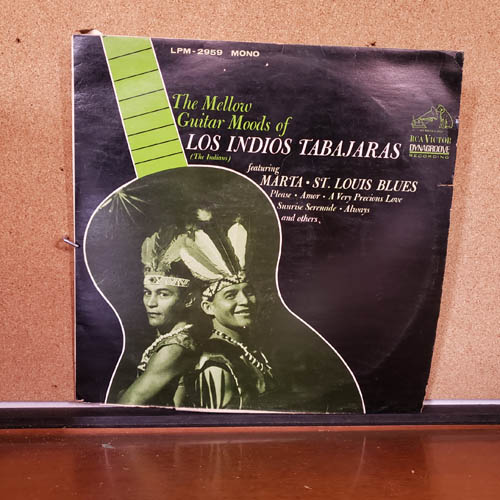 LPM-2959 MONO
The Mellow
Guitar Moods of
LOS INDIOS TABAJARAS
(The Indians)
featuring
MARTA • ST. LOUIS BLUES
Please • Amor • A Very Precious Love
Sunrise Serenade • Always
and others
RCA VICTOR
DYNAGROOVE
RECORDING